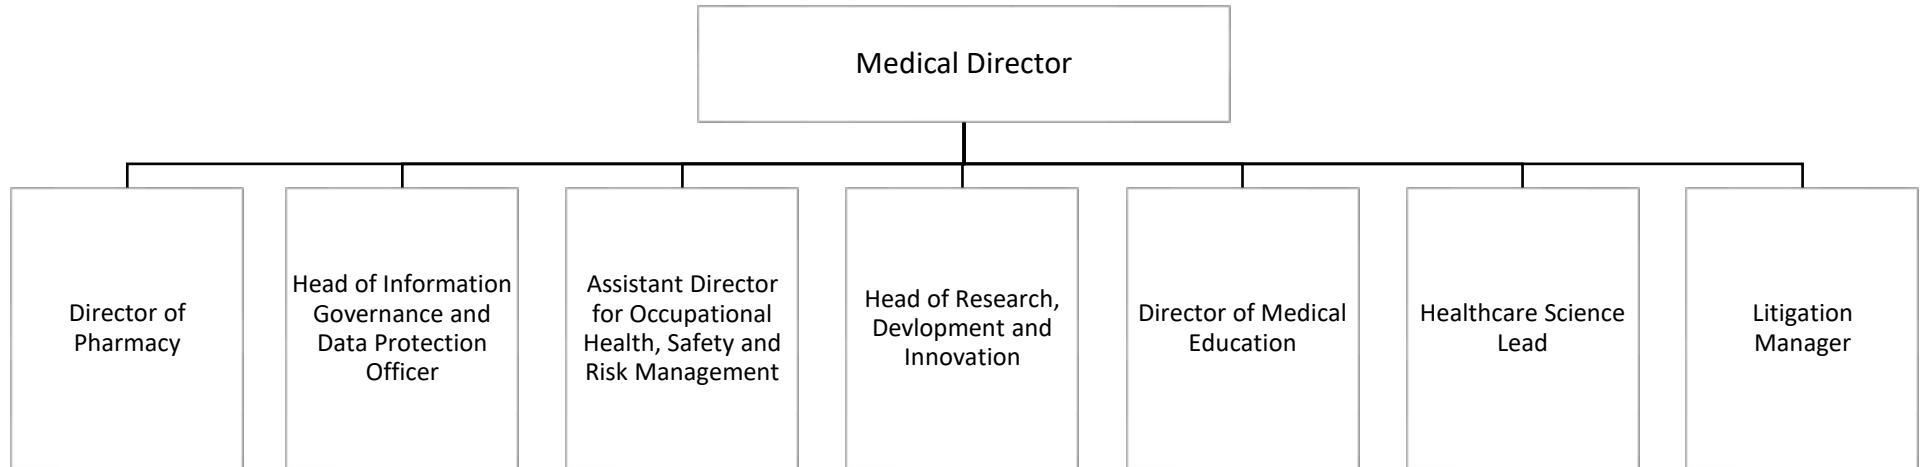 Medical Director
Director of
Pharmacy
Head of Information
Governance and
Data Protection
Officer
Assistant Director
for Occupational
Health, Safety and
Risk Management
Head of Research,
Devlopment and
Innovation
Director of Medical
Education
Healthcare Science
Lead
Litigation
Manager